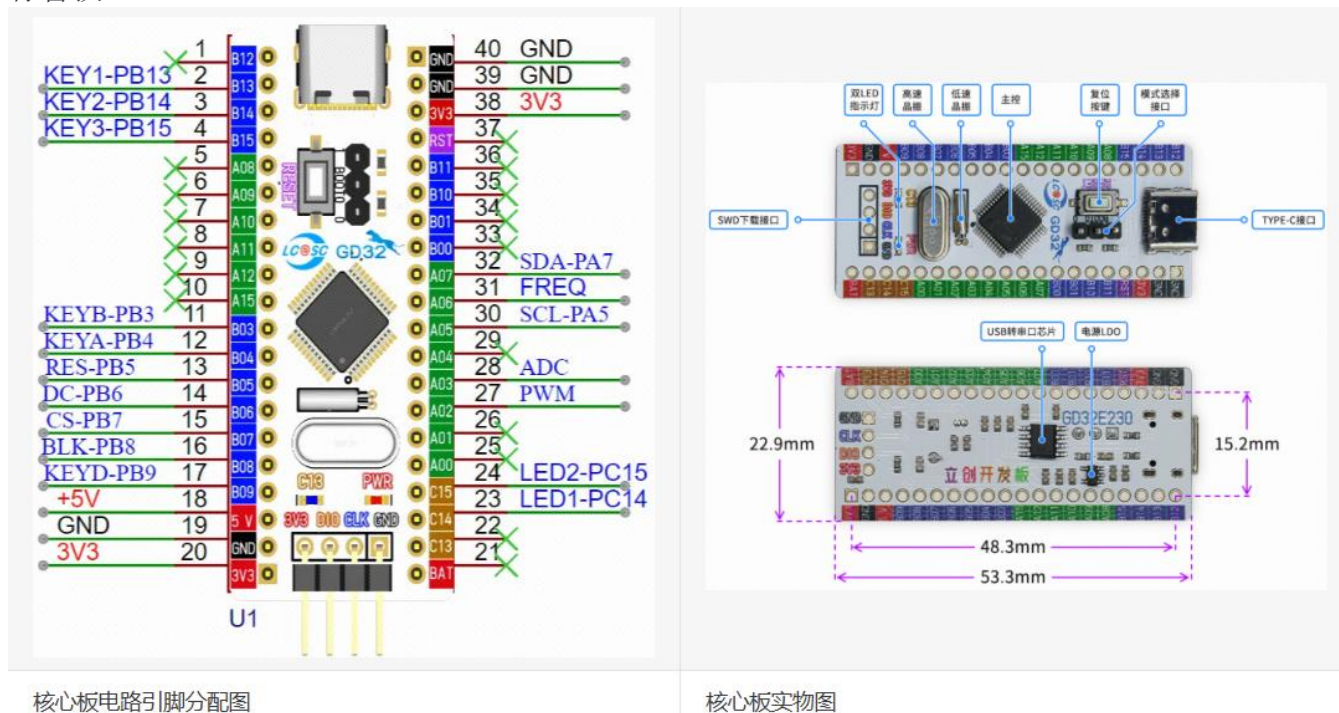 1
B12
KEY1-PB13 2
B13
KEY2-PB14 3
B14
KEY3-PB15 4
B15
5
A08
6
A09
7
A10
8
A11
9
A12
10
A15
KEYB-PB3 11
B03
KEYA-PB4 12
B04
RES-PB5 13
B05
DC-PB6 14
B06
CS-PB7 15
B07
BLK-PB8 16
B08
KEYD-PB9 17
B09
+5V 18
5 V
GND 19
GND
3V3 20
3V3
U1
RESET
BOOT0
LC@SC GD32
C13 PWR
3V3 DIO CLK GND
GND 40 GND
GND 39 GND
3V3 38 3V3
RST 37
B11 36
B10 35
B01 34
B00 33
A07 32 SDA-PA7
A06 31 FREQ
A05 30 SCL-PA5
A04 29
A03 28 ADC
A02 27 PWM
A01 26
A00 25
C15 24 LED2-PC15
C14 23 LED1-PC14
C13 22
BAT 21
核心板电路引脚分配图
双LED
指示灯
高速
晶振
低速
晶振
主控
复位
按键
模式选择
接口
SWD下载接口
TYPE-C接口
GD32
USB转串口芯片
电源LDO
GD32E230
GND
CLK
DIO
立创开发板
22.9mm
15.2mm
48.3mm
53.3mm
核心板实物图